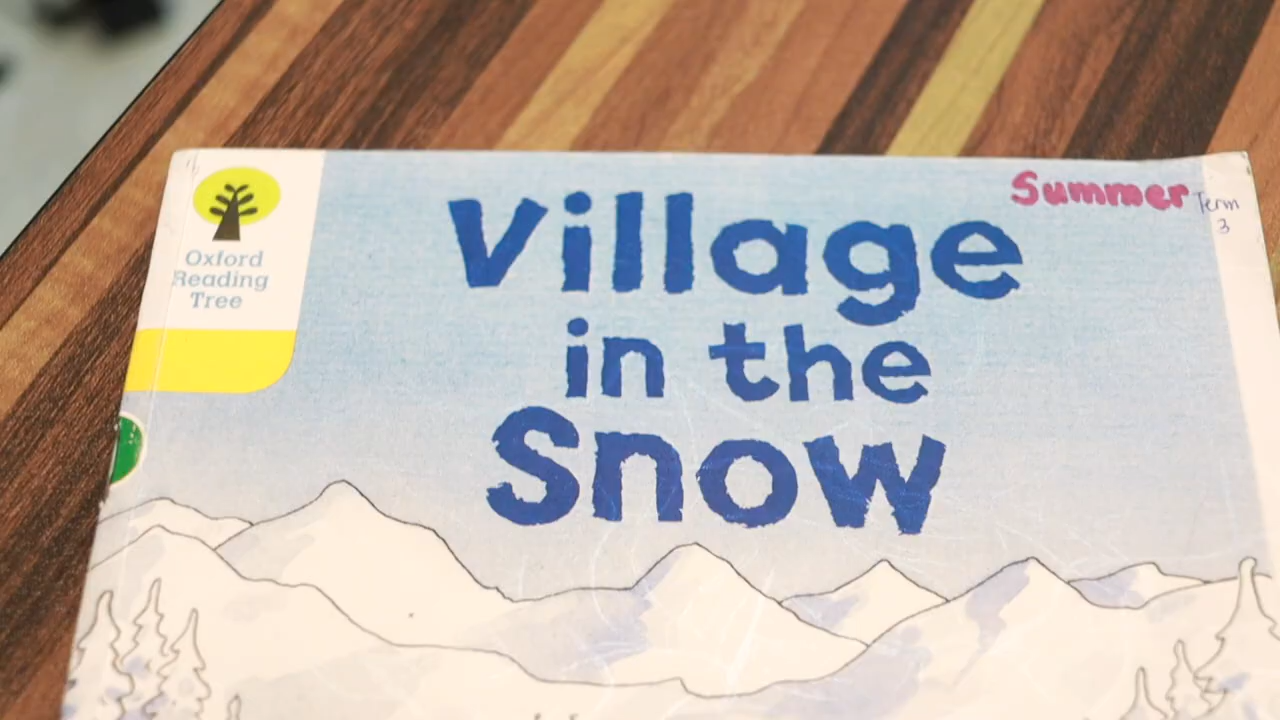 Oxford
Reading
Tree
Village
in the
Snow
Summer Term
3